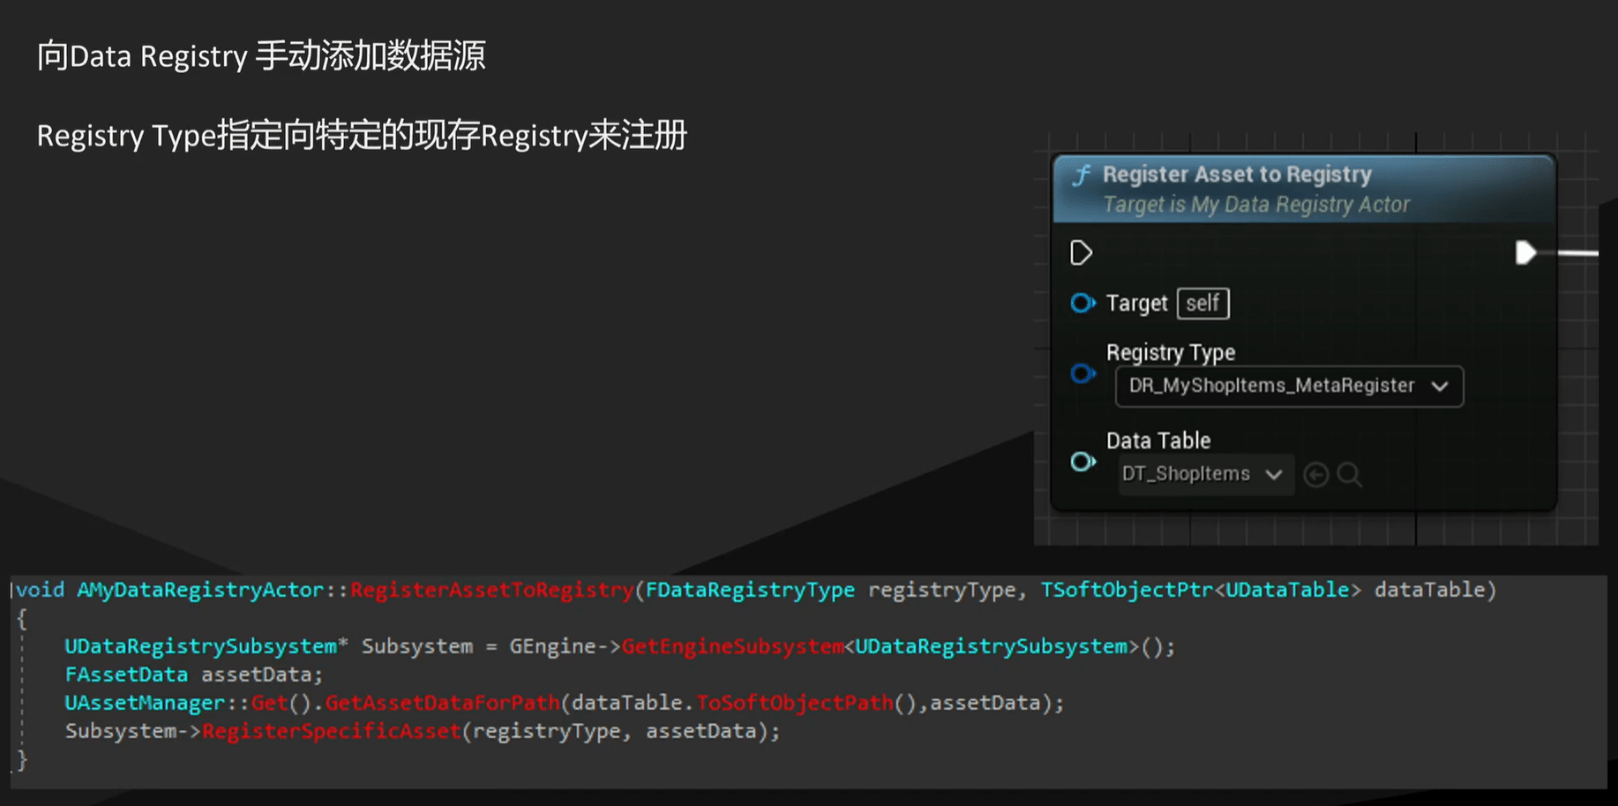 向Data Registry 手动添加数据源
Registry Type指定向特定的现存Registry来注册
f Register Asset to Registry
Target is My Data Registry Actor
Target self
Registry Type
DR_MyShopItems_MetaRegister
Data Table
DT_ShopItems
void AMyDataRegistryActor::RegisterAssetToRegistry(FDataRegistryType registryType, TSoftObjectPtr<UDataTable> dataTable)
{
UDataRegistrySubsystem* Subsystem = GEngine->GetEngineSubsystem<UDataRegistrySubsystem>();
FAssetData assetData;
UAssetManager::Get().GetAssetDataForPath(dataTable.ToSoftObjectPath(),assetData);
Subsystem->RegisterSpecificAsset(registryType, assetData);
}